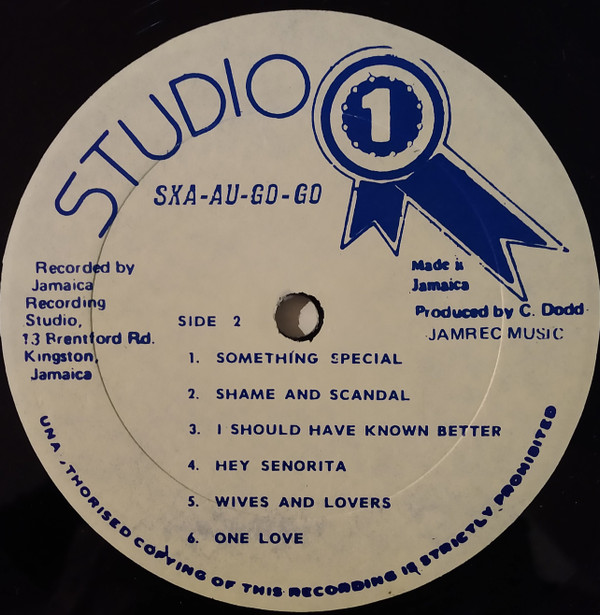 STUDIO
1
SKA-AU-GO-GO
Recorded by
Jamaica
Recording
Studio,
13 Brentford Rd.
Kingston,
Jamaica
Made in
Jamaica
Produced by C. Dodd
JAMREC MUSIC
SIDE 2
1. SOMETHING SPECIAL
2. SHAME AND SCANDAL
3. I SHOULD HAVE KNOWN BETTER
4. HEY SENORITA
5. WIVES AND LOVERS
6. ONE LOVE
UNAUTHORISED COPYING OF THIS RECORDING IS STRICTLY PROHIBITED